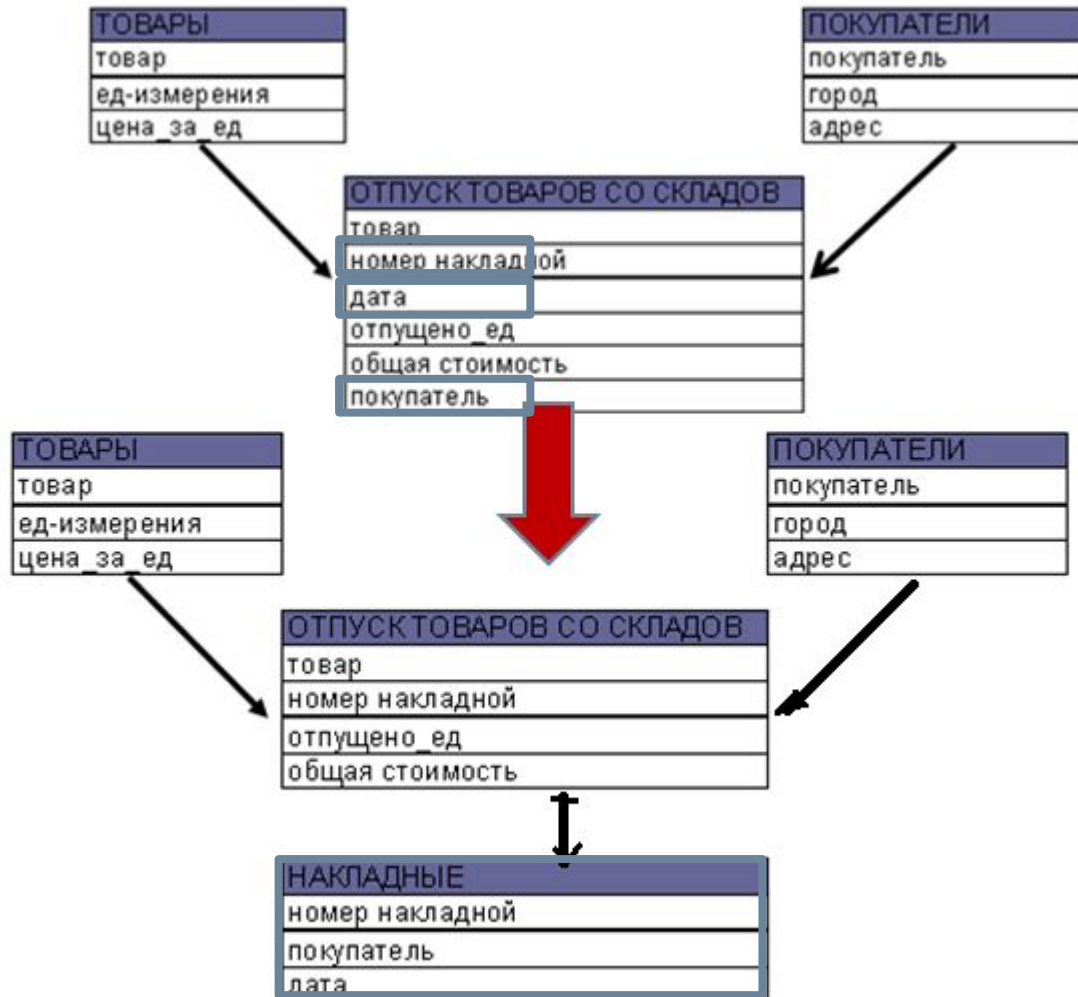 ТОВАРЫ
товар
ед-измерения
цена_за_ед
ПОКУПАТЕЛИ
покупатель
город
адрес
ОТПУСК ТОВАРОВ СО СКЛАДОВ
товар
номер накладной
дата
отпущено_ед
общая стоимость
покупатель
ТОВАРЫ
товар
ед-измерения
цена_за_ед
ПОКУПАТЕЛИ
покупатель
город
адрес
ОТПУСК ТОВАРОВ СО СКЛАДОВ
товар
номер накладной
отпущено_ед
общая стоимость
НАКЛАДНЫЕ
номер накладной
покупатель
дата